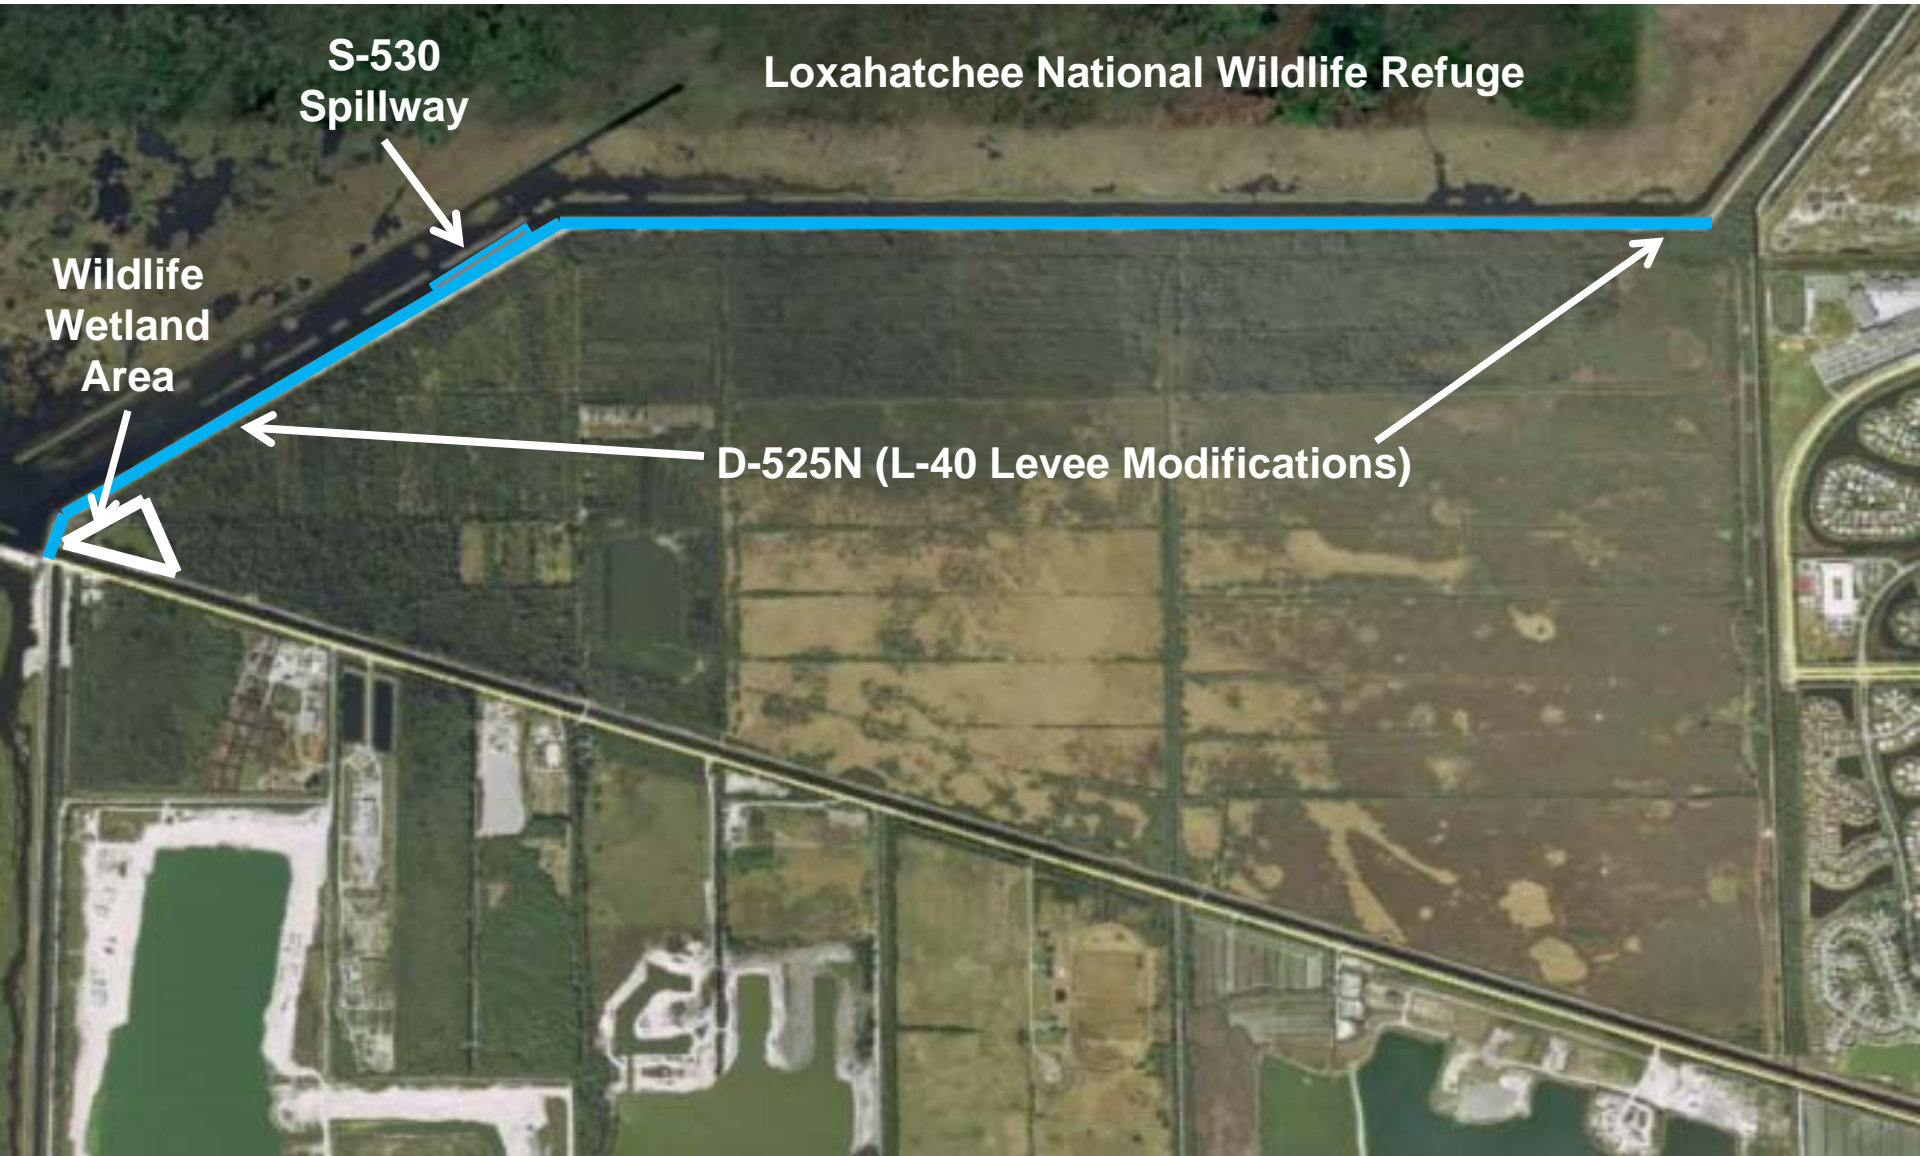 S-530
Spillway
Loxahatchee National Wildlife Refuge
Wildlife
Wetland
Area
D-525N (L-40 Levee Modifications)